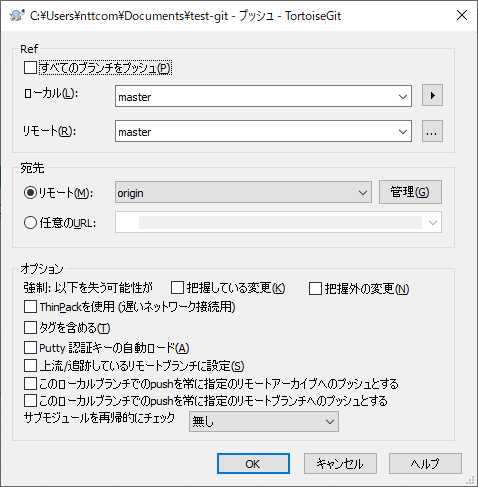 C:¥Users¥nttcom¥Documents¥test-git - プッシュ - TortoiseGit
Ref
すべてのブランチをプッシュ(P)
ローカル(L):
master
リモート(R):
master
...
宛先
リモート(M):
origin
管理(G)
任意のURL:
オプション
強制: 以下を失う可能性が
把握している変更(K)
把握外の変更(N)
ThinPackを使用 (遅いネットワーク接続用)
タグを含める(T)
Putty 認証キーの自動ロード(A)
上流/追跡しているリモートブランチに設定(S)
このローカルブランチでのpushを常に指定のリモートアーカイブへのプッシュとする
このローカルブランチでのpushを常に指定のリモートブランチへのプッシュとする
サブモジュールを再帰的にチェック
無し
OK
キャンセル
ヘルプ